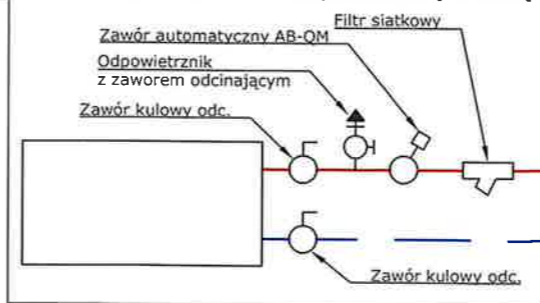 Filtr siatkowy
Zawór automatyczny AB-QM
Odpowietrznik
z zaworem odcinającym
Zawór kulowy odc.
Zawór kulowy odc.